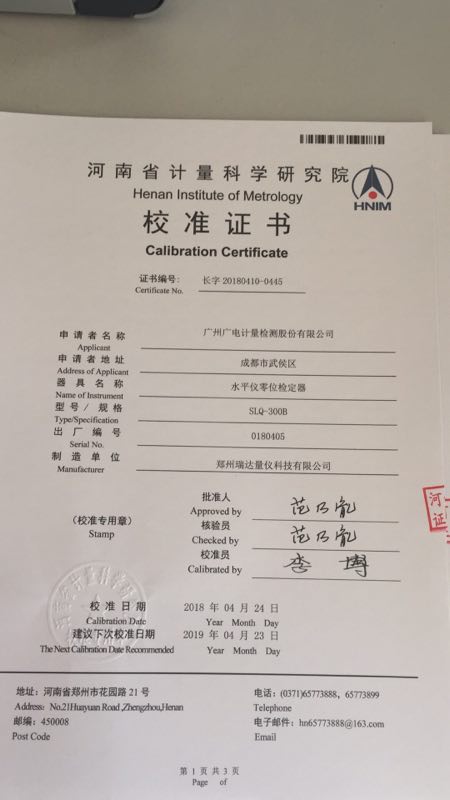 河南省计量科学研究院
Henan Institute of Metrology
HNIM
校准证书
Calibration Certificate
证书编号: 长字 20180410-0445
Certificate No.
申请者名称 广州广电计量检测股份有限公司
Applicant
申请者地址 成都市武侯区
Address of Applicant
器具名称 水平仪零位检定器
Name of Instrument
型号/规格 SLQ-300B
Type/Specification
出厂编号 0180405
Serial No.
制造单位 郑州瑞达量仪科技有限公司
Manufacturer
批准人
Approved by
(校准专用章) 核验员
Stamp Checked by
校准员
Calibrated by 李博
校准日期 2018 年 04 月 24 日
Calibration Date Year Month Day
建议下次校准日期 2019 年 04 月 23 日
The Next Calibration Date Recommended Year Month Day
地址: 河南省郑州市花园路 21 号 电话: (0371)65773888, 65773899
Address: No.21Huayuan Road ,Zhengzhou,Henan Telephone
邮编: 450008 电子邮件: hn65773888@163.com
Post Code Email
第 1 页 共 3 页
Page of
河
证